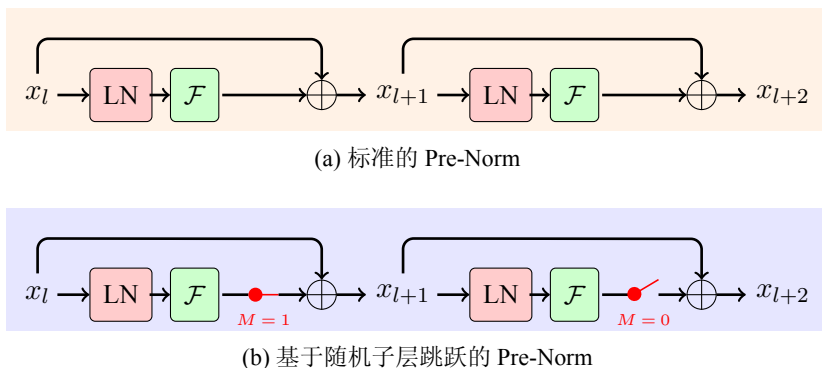 x_l LN F x_{l+1} LN F x_{l+2}
(a) 标准的 Pre-Norm
x_l LN F x_{l+1} LN F x_{l+2}
M = 1 M = 0
(b) 基于随机子层跳跃的 Pre-Norm